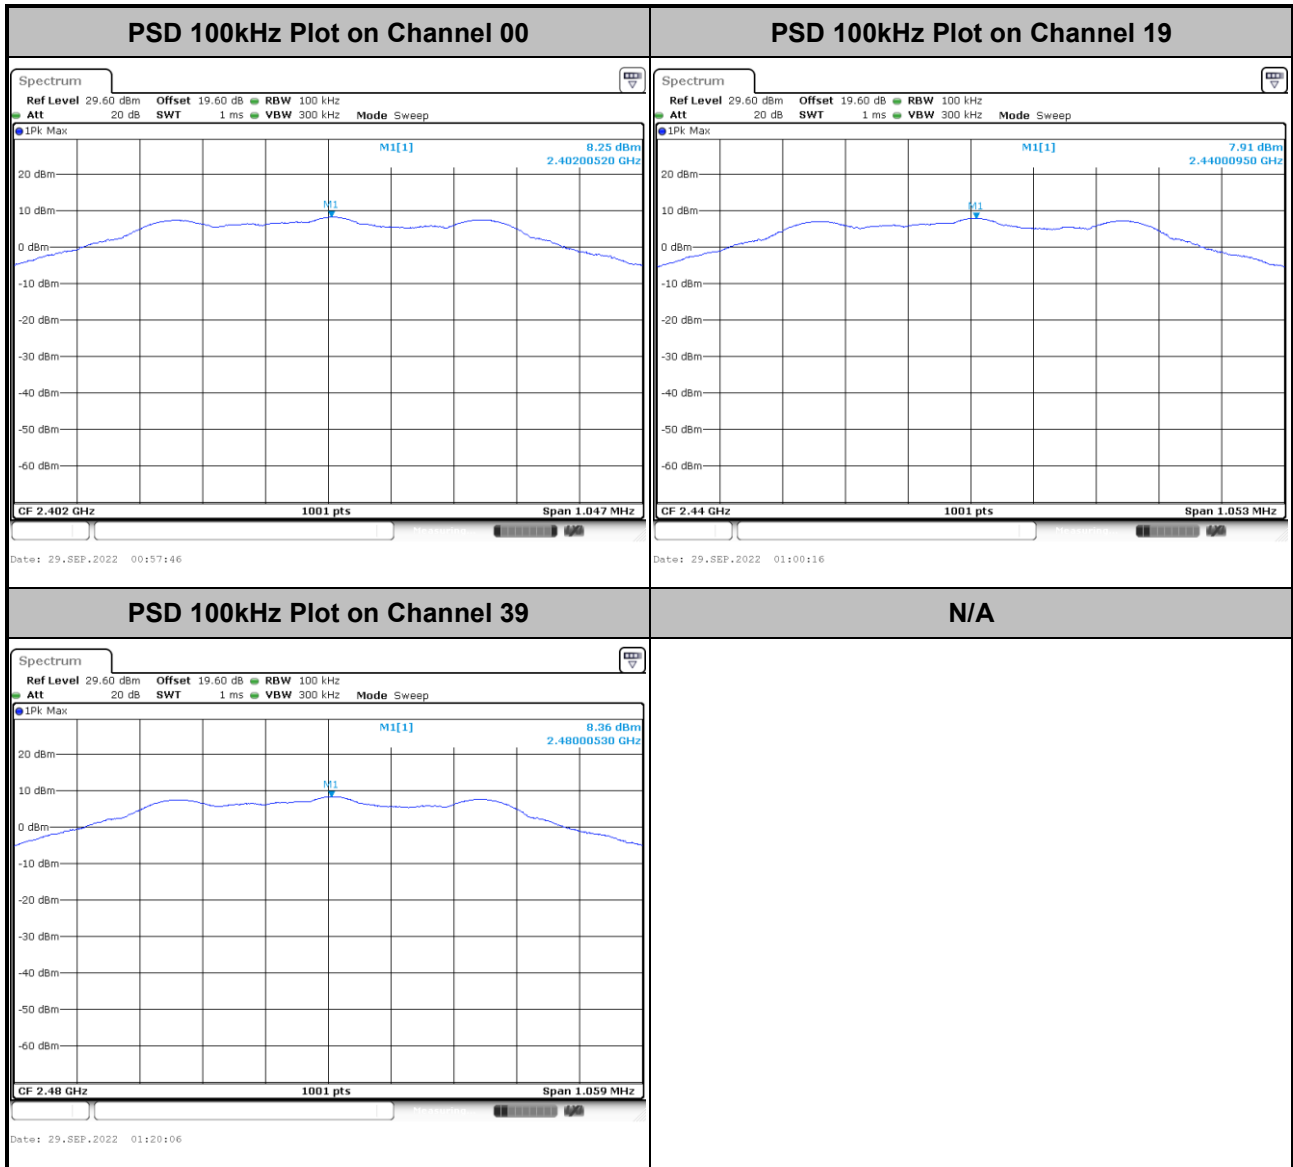 PSD 100kHz Plot on Channel 00
Spectrum
Ref Level 29.60 dBm Offset 19.60 dB RBW 100 kHz
Att 20 dB SWT 1 ms VBW 300 kHz Mode Sweep
1Pk Max
M1[1] 8.25 dBm
2.40200520 GHz
20 dBm
M1
10 dBm
0 dBm
-10 dBm
-20 dBm
-30 dBm
-40 dBm
-50 dBm
-60 dBm
CF 2.402 GHz 1001 pts Span 1.047 MHz
Measuring
Date: 29.SEP.2022 00:57:46
PSD 100kHz Plot on Channel 19
Spectrum
Ref Level 29.60 dBm Offset 19.60 dB RBW 100 kHz
Att 20 dB SWT 1 ms VBW 300 kHz Mode Sweep
1Pk Max
M1[1] 7.91 dBm
2.44000950 GHz
20 dBm
M1
10 dBm
0 dBm
-10 dBm
-20 dBm
-30 dBm
-40 dBm
-50 dBm
-60 dBm
CF 2.44 GHz 1001 pts Span 1.053 MHz
Measuring
Date: 29.SEP.2022 01:00:16
PSD 100kHz Plot on Channel 39
Spectrum
Ref Level 29.60 dBm Offset 19.60 dB RBW 100 kHz
Att 20 dB SWT 1 ms VBW 300 kHz Mode Sweep
1Pk Max
M1[1] 8.36 dBm
2.48000530 GHz
20 dBm
M1
10 dBm
0 dBm
-10 dBm
-20 dBm
-30 dBm
-40 dBm
-50 dBm
-60 dBm
CF 2.48 GHz 1001 pts Span 1.059 MHz
Measuring
Date: 29.SEP.2022 01:20:06
N/A